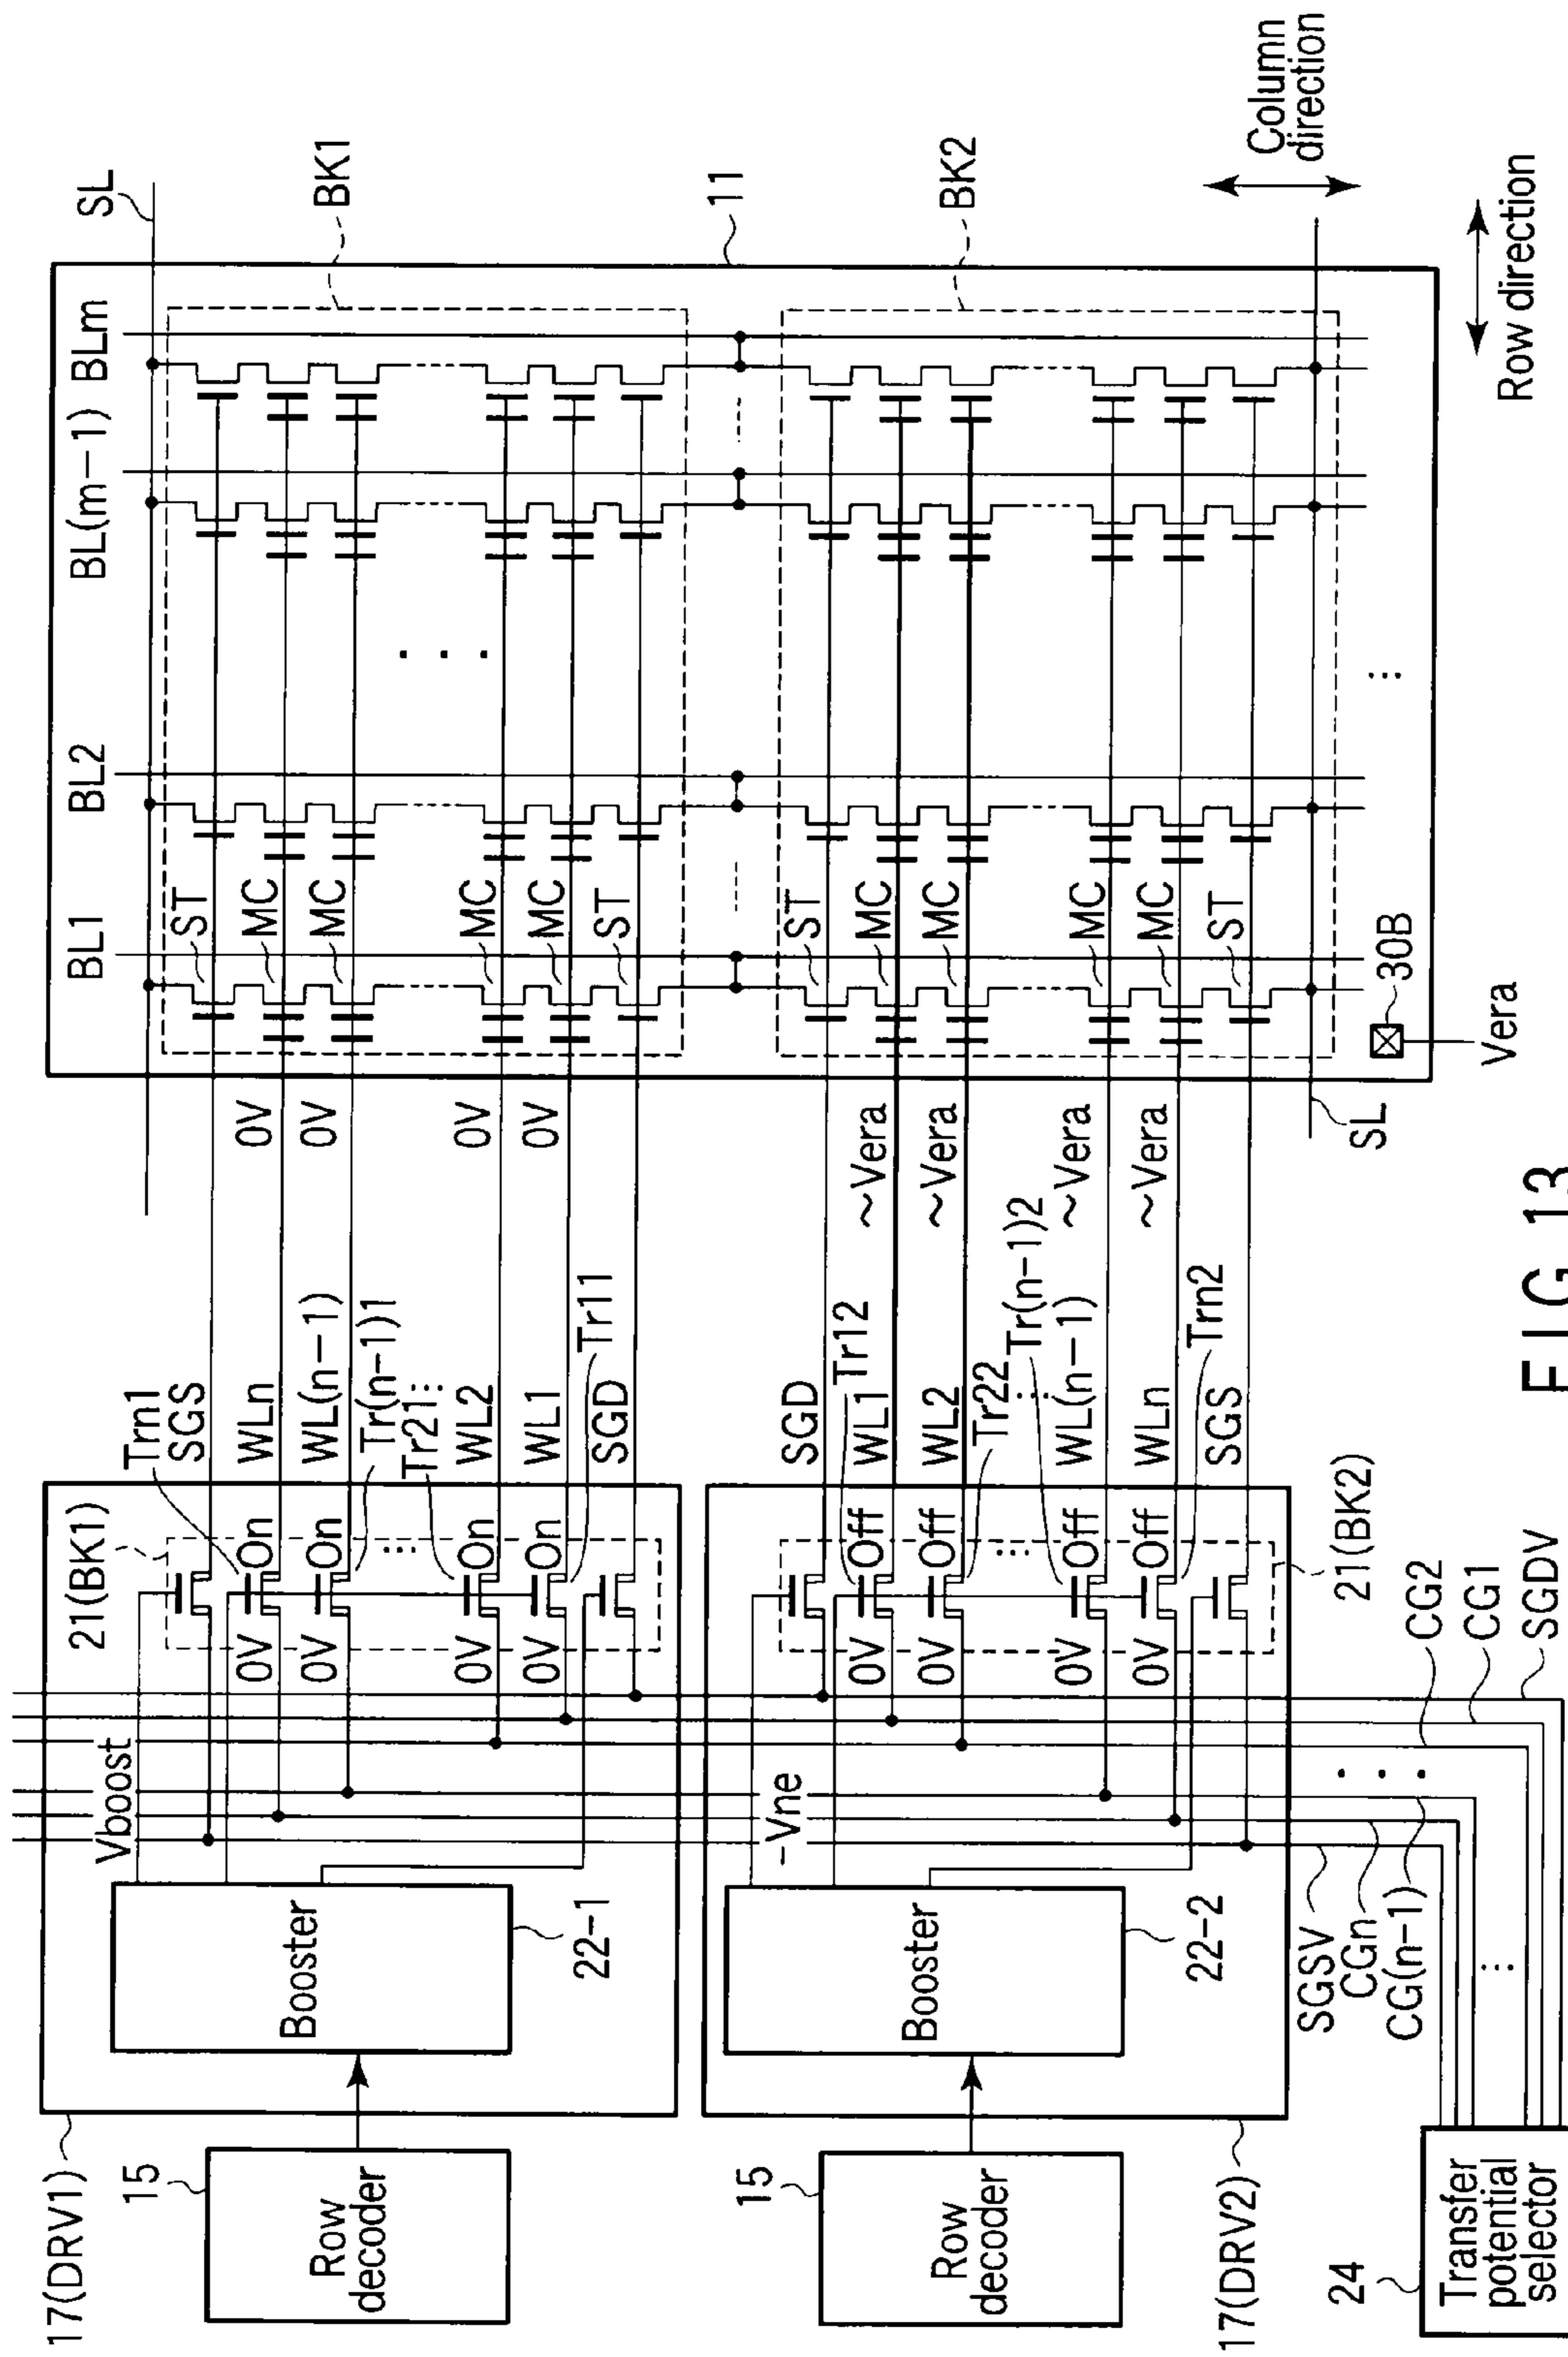 SL
BK1
11
BK2
Column
direction
Row direction
BL1
BL2
BL(m-1)
BLm
ST
MC
MC
MC
MC
ST
ST
MC
MC
MC
MC
ST
30B
Vera
SL
0V
0V
0V
0V
~Vera
~Vera
~Vera
~Vera
Trn1
SGS
WLn
WL(n-1)
Tr(n-1)1
Tr21
WL2
WL1
Tr11
SGD
SGD
Tr12
WL1
WL2
Tr22
Tr(n-1)2
WL(n-1)
WLn
Trn2
SGS
21(BK1)
On
On
On
On
0V
0V
0V
0V
Off
Off
Off
Off
0V
0V
0V
0V
21(BK2)
Vboost
-Vne
Booster
22-1
Booster
22-2
17(DRV1)
15
Row
decoder
15
Row
decoder
17(DRV2)
CG2
CG1
SGDV
SGSV
CGn
CG(n-1)
24
Transfer
potential
selector
FIG.13